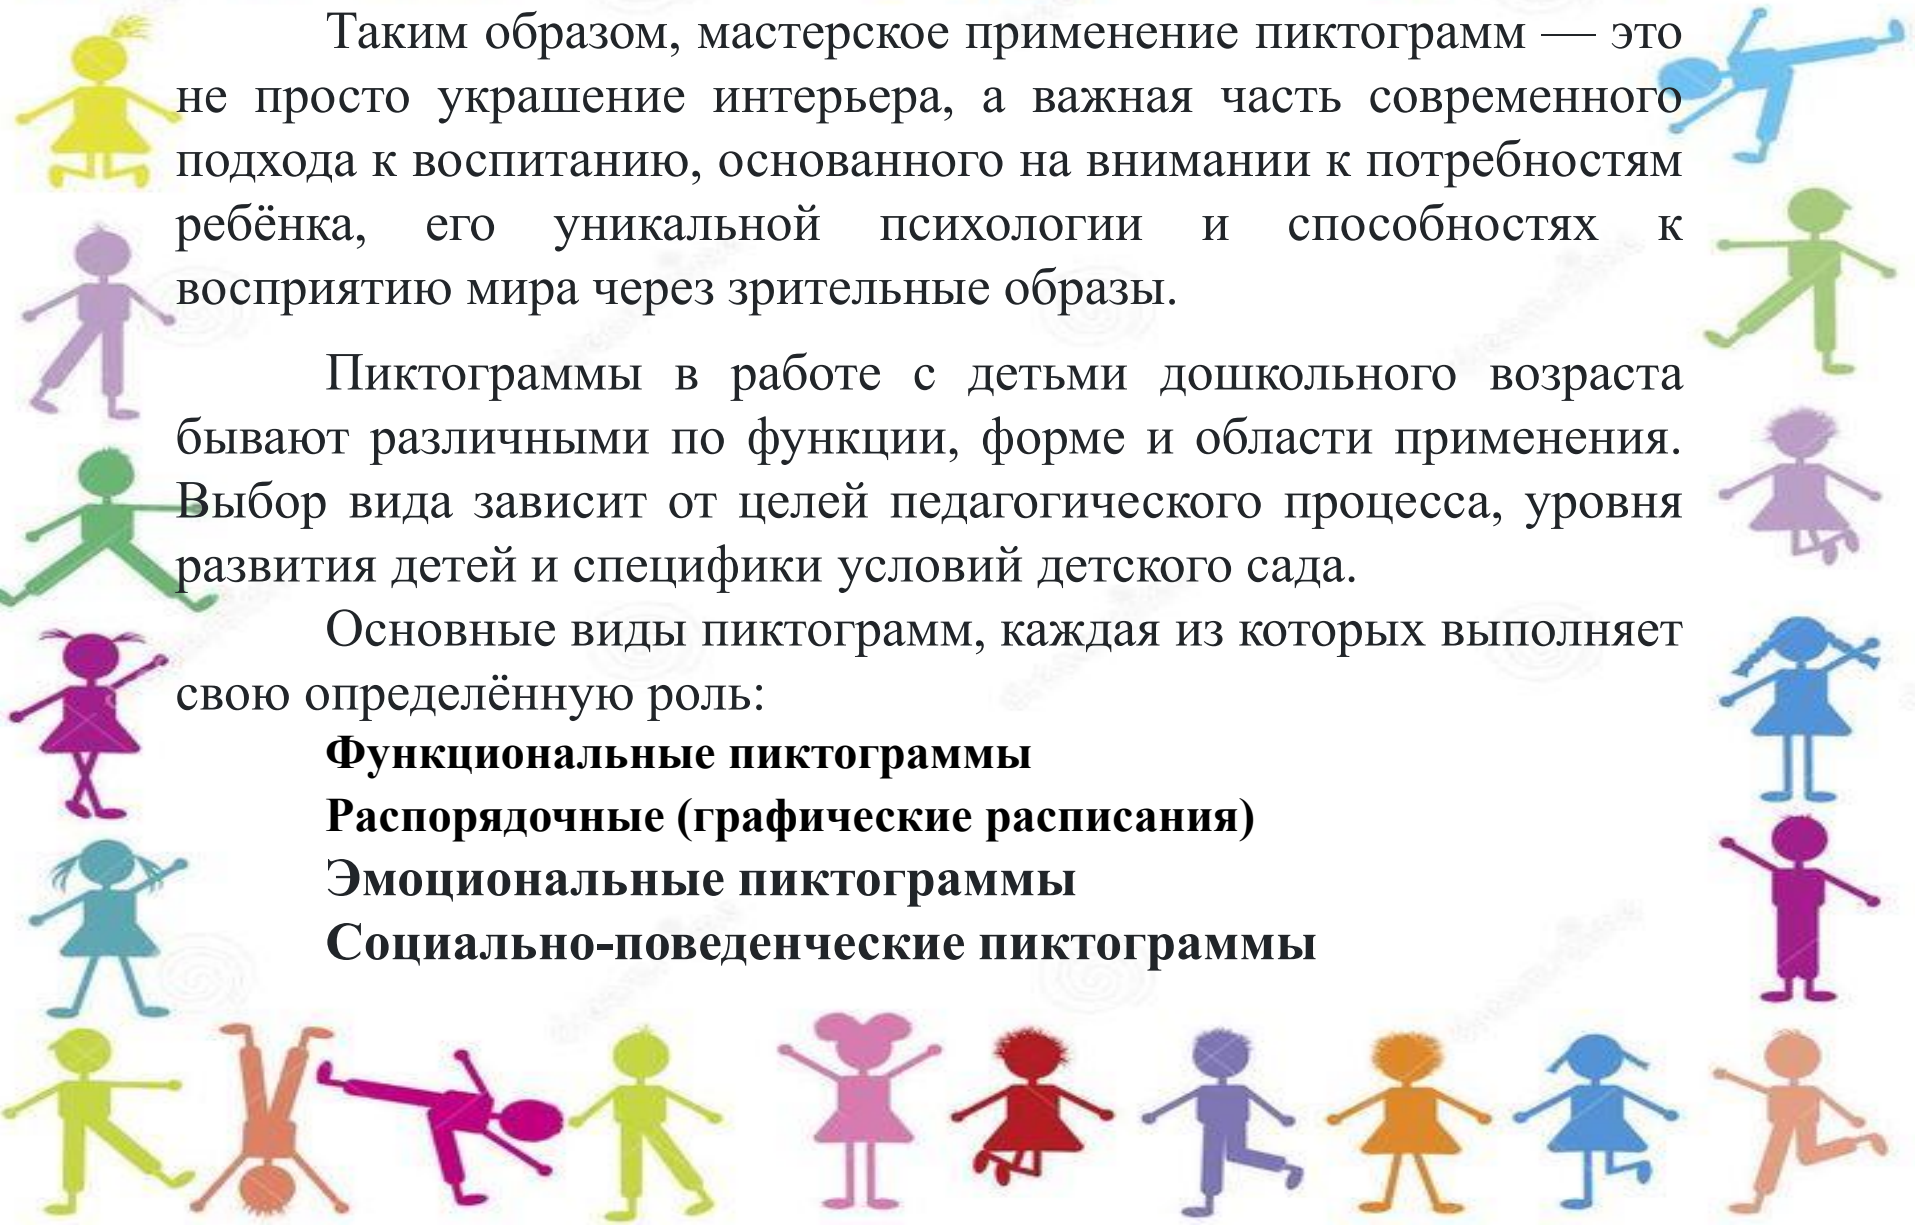 Таким образом, мастерское применение пиктограмм — это
не просто украшение интерьера, а важная часть современного
подхода к воспитанию, основанного на внимании к потребностям
ребёнка, его уникальной психологии и способностях к
восприятию мира через зрительные образы.
Пиктограммы в работе с детьми дошкольного возраста
бывают различными по функции, форме и области применения.
Выбор вида зависит от целей педагогического процесса, уровня
развития детей и специфики условий детского сада.
Основные виды пиктограмм, каждая из которых выполняет
свою определённую роль:
Функциональные пиктограммы
Распорядочные (графические расписания)
Эмоциональные пиктограммы
Социально-поведенческие пиктограммы